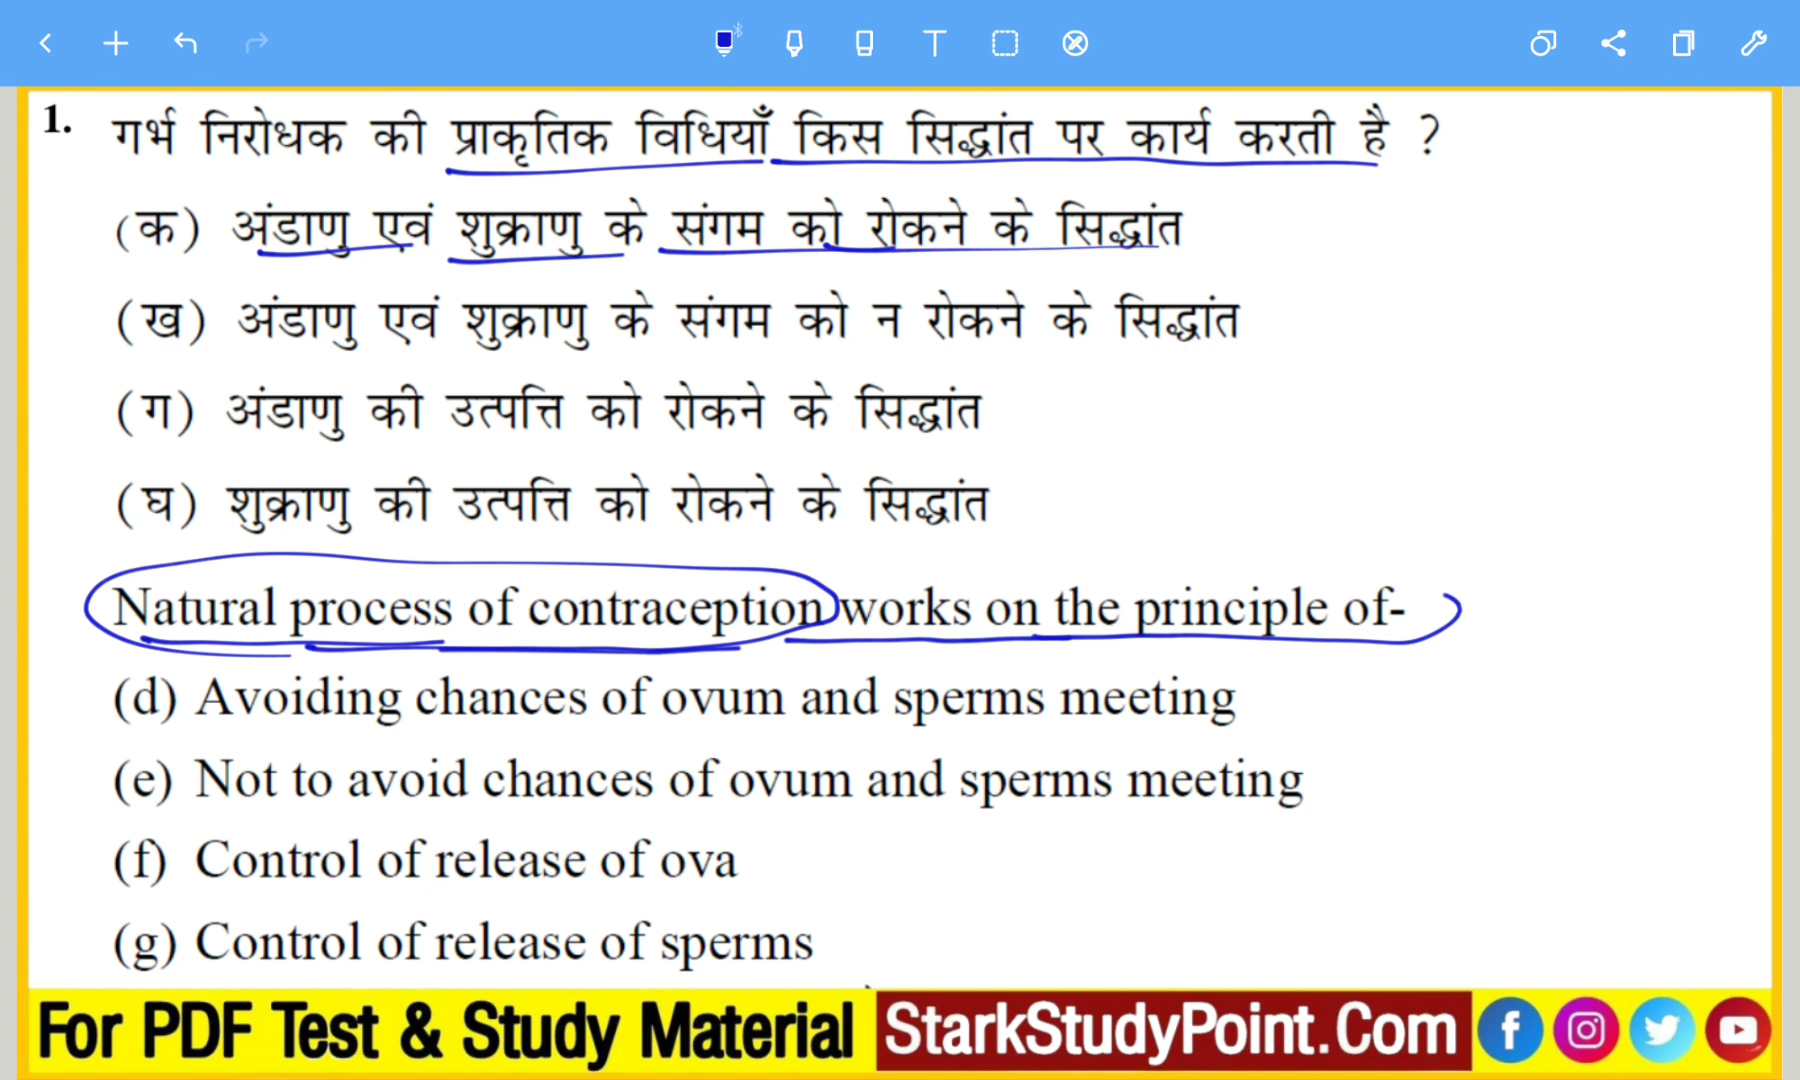 1. गर्भ निरोधक की प्राकृतिक विधियाँ किस सिद्धांत पर कार्य करती है ?
(क) अंडाणु एवं शुक्राणु के संगम को रोकने के सिद्धांत
(ख) अंडाणु एवं शुक्राणु के संगम को न रोकने के सिद्धांत
(ग) अंडाणु की उत्पत्ति को रोकने के सिद्धांत
(घ) शुक्राणु की उत्पत्ति को रोकने के सिद्धांत
Natural process of contraception works on the principle of-
(d) Avoiding chances of ovum and sperms meeting
(e) Not to avoid chances of ovum and sperms meeting
(f) Control of release of ova
(g) Control of release of sperms
For PDF Test & Study Material StarkStudyPoint.Com